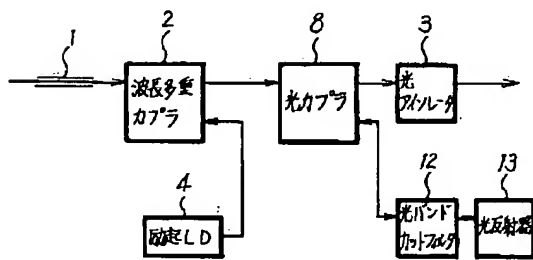 1
2
8
3
波長多重
カプラ
光カプラ
光
アイソレータ
4
12
13
励起LD
光バンド
カットフィルタ
光反射器